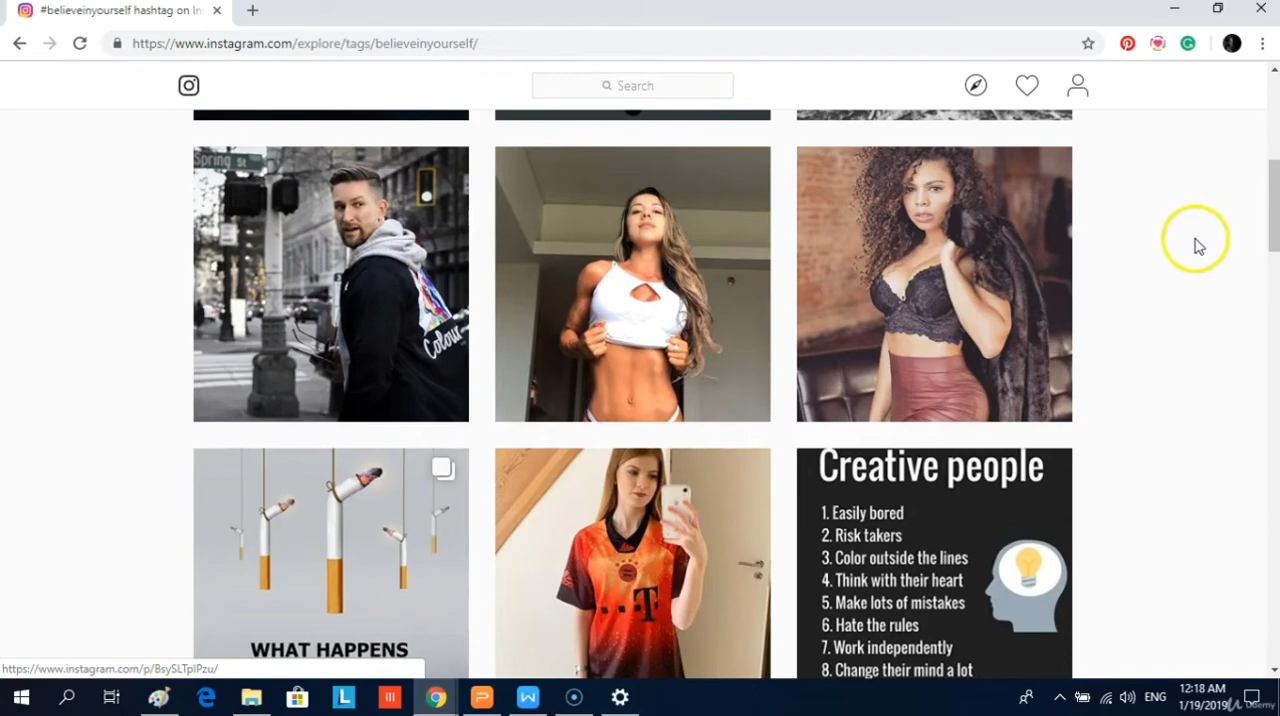 #believeinyourself hashtag on In
https://www.instagram.com/explore/tags/believeinyourself/
Search
Spring St
Colour
T
WHAT HAPPENS
Creative people
1. Easily bored
2. Risk takers
3. Color outside the lines
4. Think with their heart
5. Make lots of mistakes
6. Hate the rules
7. Work independently
8. Change their mind a lot
https://www.instagram.com/p/BsySLTpIPzu/
ENG
12:18 AM
1/19/2019
Udemy